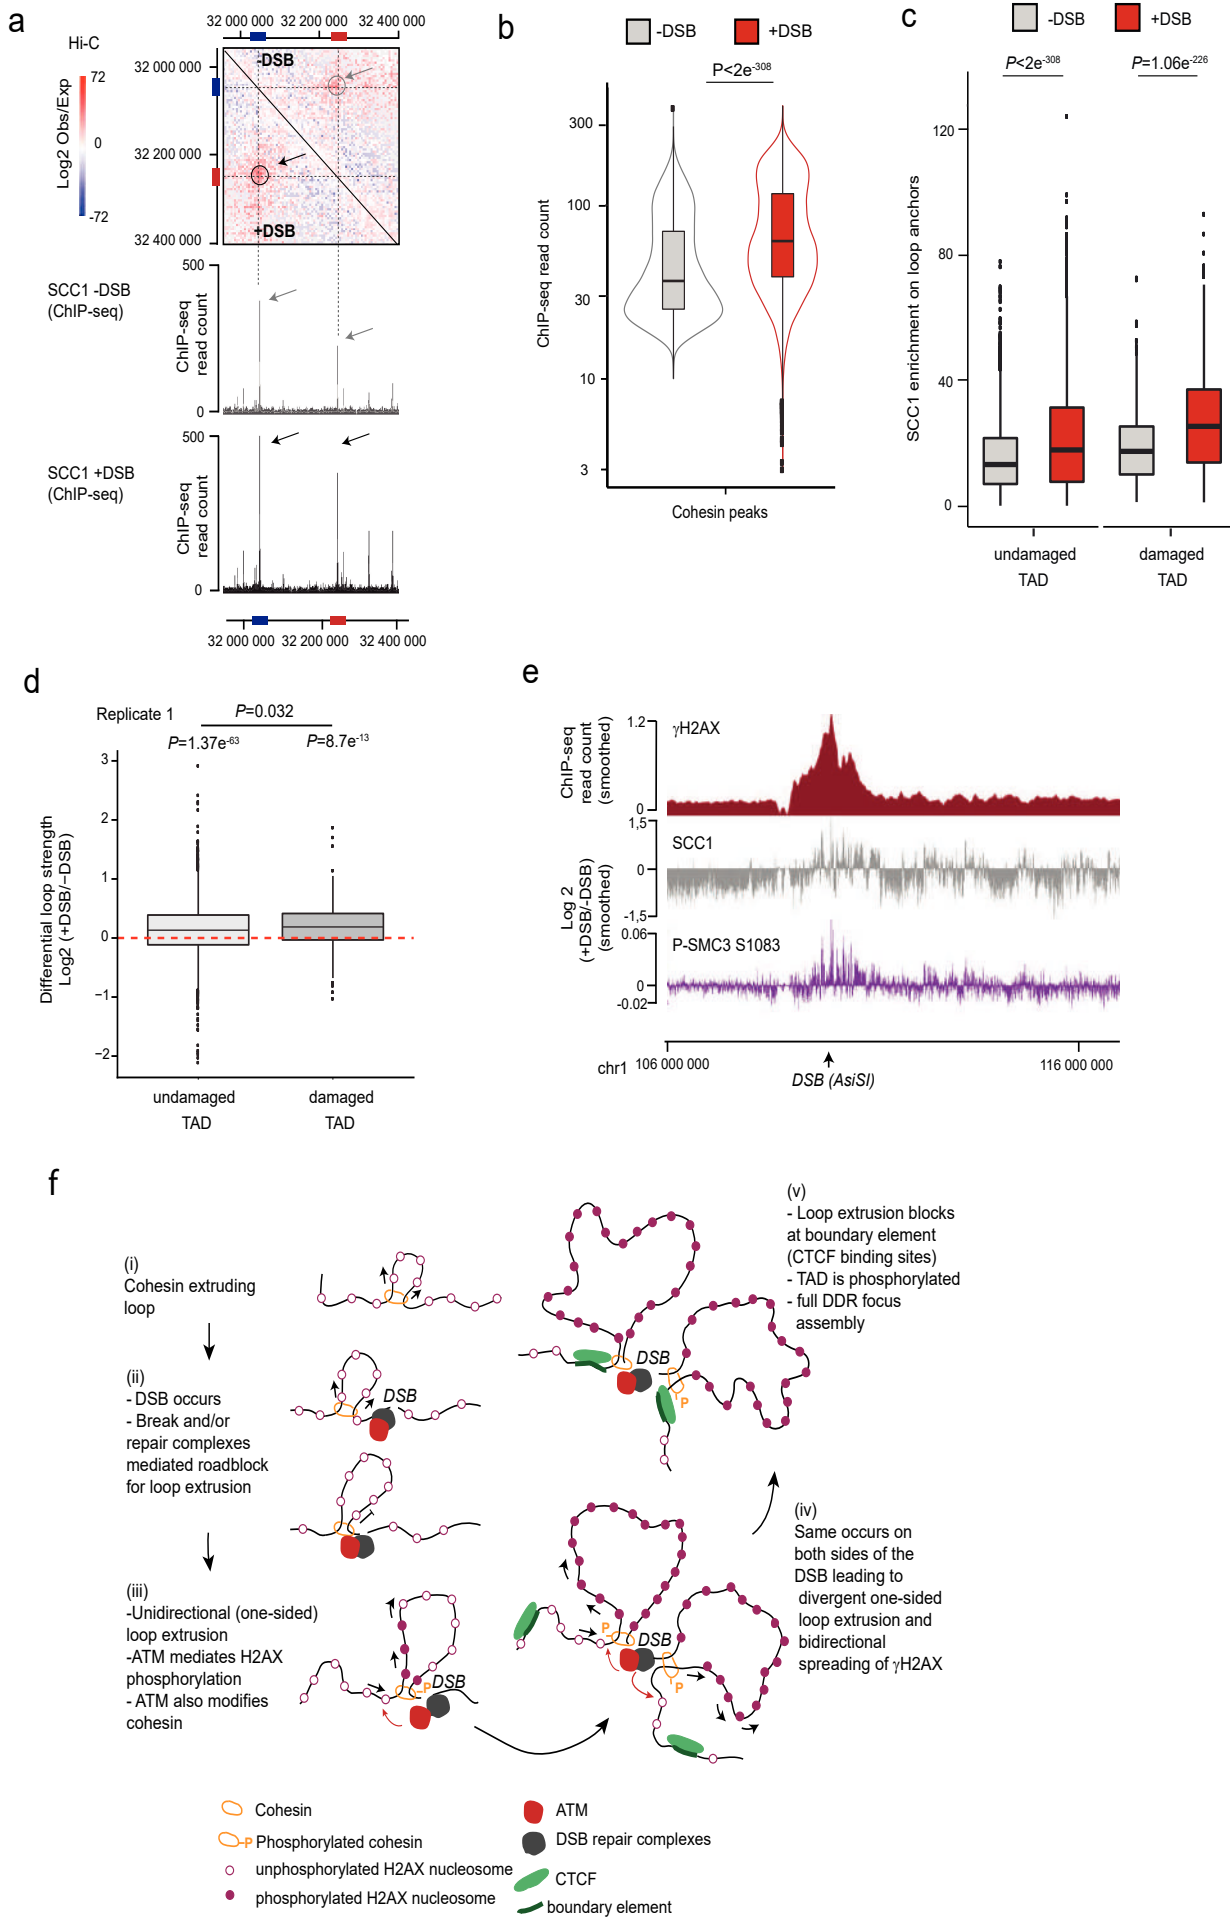 a
Hi-C
72
0
-72
Log2 Obs/Exp
32 000 000 32 200 000 32 400 000
32 000 000
32 200 000
32 400 000
-DSB
+DSB
SCC1 -DSB
(ChIP-seq)
500
0
ChIP-seq
read count
SCC1 +DSB
(ChIP-seq)
500
0
ChIP-seq
read count
32 000 000 32 200 000 32 400 000
b
-DSB +DSB
P<2e-308
300
100
30
10
3
ChIP-seq read count
Cohesin peaks
c
-DSB +DSB
P<2e-308 P=1.06e-226
120
80
40
0
SCC1 enrichment on loop anchors
undamaged
TAD
damaged
TAD
d
Replicate 1
P=0.032
P=1.37e-63 P=8.7e-13
3
2
1
0
−1
−2
Differential loop strength
Log2 (+DSB/−DSB)
undamaged
TAD
damaged
TAD
e
ChIP-seq
read count
(smoothed)
1.2
0
γH2AX
Log 2
(+DSB/-DSB)
(smoothed)
1,5
0
-1,5
SCC1
0.06
0
-0.02
P-SMC3 S1083
chr1
106 000 000
116 000 000
DSB (AsiSI)
f
(i)
Cohesin extruding
loop
(ii)
- DSB occurs
- Break and/or
repair complexes
mediated roadblock
for loop extrusion
DSB
(iii)
-Unidirectional (one-sided)
loop extrusion
-ATM mediates H2AX
phosphorylation
- ATM also modifies
cohesin
P
DSB
(iv)
Same occurs on
both sides of the
DSB leading to
divergent one-sided
loop extrusion and
bidirectional
spreading of γH2AX
P
DSB
P
(v)
- Loop extrusion blocks
at boundary element
(CTCF binding sites)
- TAD is phosphorylated
- full DDR focus
assembly
DSB
P
Cohesin
P Phosphorylated cohesin
unphosphorylated H2AX nucleosome
phosphorylated H2AX nucleosome
ATM
DSB repair complexes
CTCF
boundary element